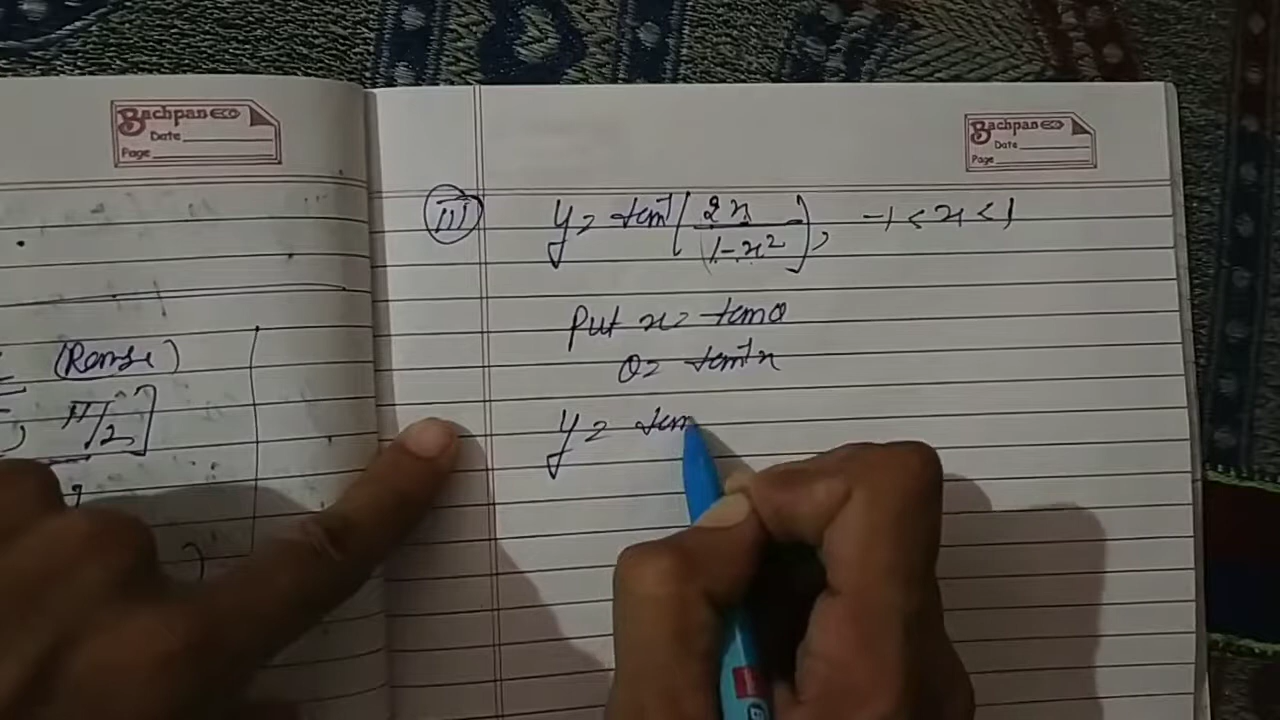 Bachpan
Date
Page
(Range)
π/2]
Bachpan
Date
Page
(III) y = tan⁻¹(2x/(1-x²)), -1 < x < 1
Put x = tanθ
θ = tan⁻¹x
y = tan